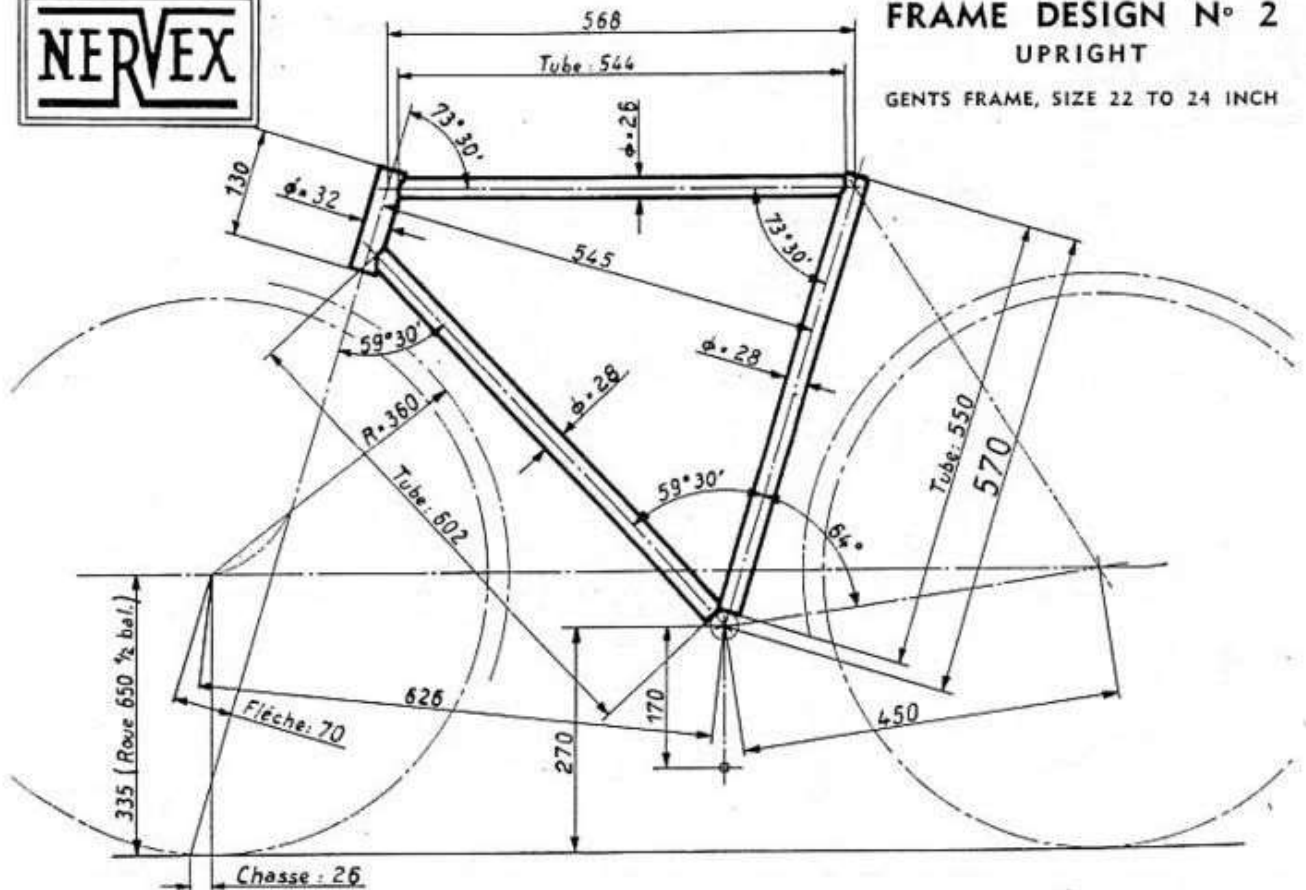 NERVEX
FRAME DESIGN Nº 2
UPRIGHT
GENTS FRAME, SIZE 22 TO 24 INCH
568
Tube: 544
73°30'
ϕ=26
130
ϕ=32
73°30'
545
59°30'
ϕ=28
ϕ=28
R=360
Tube: 602
59°30'
64°
Tube: 550
570
335 (Roue 650 ½ bal.)
Flèche: 70
626
170
270
450
Chasse: 26